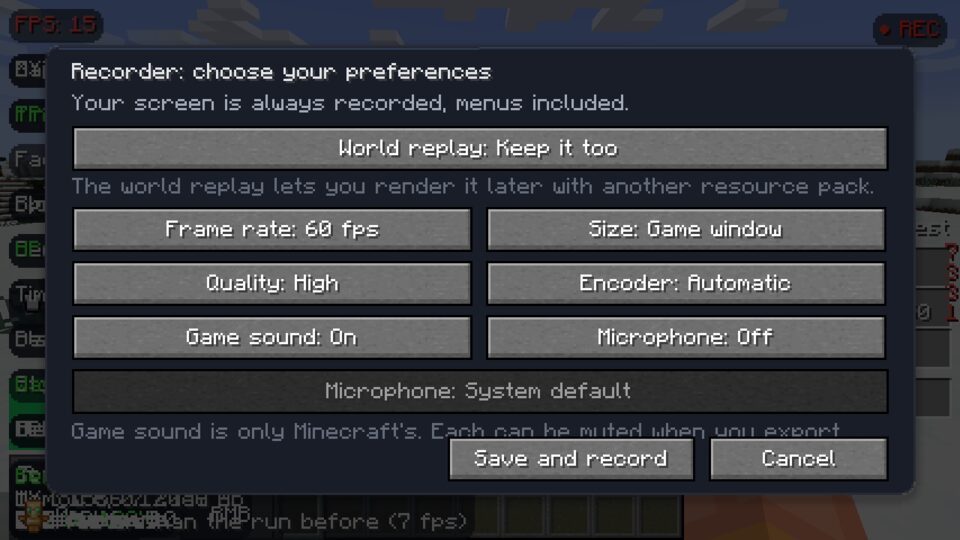 FPS: 15
REC
Recorder: choose your preferences
Your screen is always recorded, menus included.
World replay: Keep it too
The world replay lets you render it later with another resource pack.
Frame rate: 60 fps
Size: Game window
Quality: High
Encoder: Automatic
Game sound: On
Microphone: Off
Microphone: System default
Game sound is only Minecraft's. Each can be muted when you export
Save and record
Cancel
the run before (7 fps)